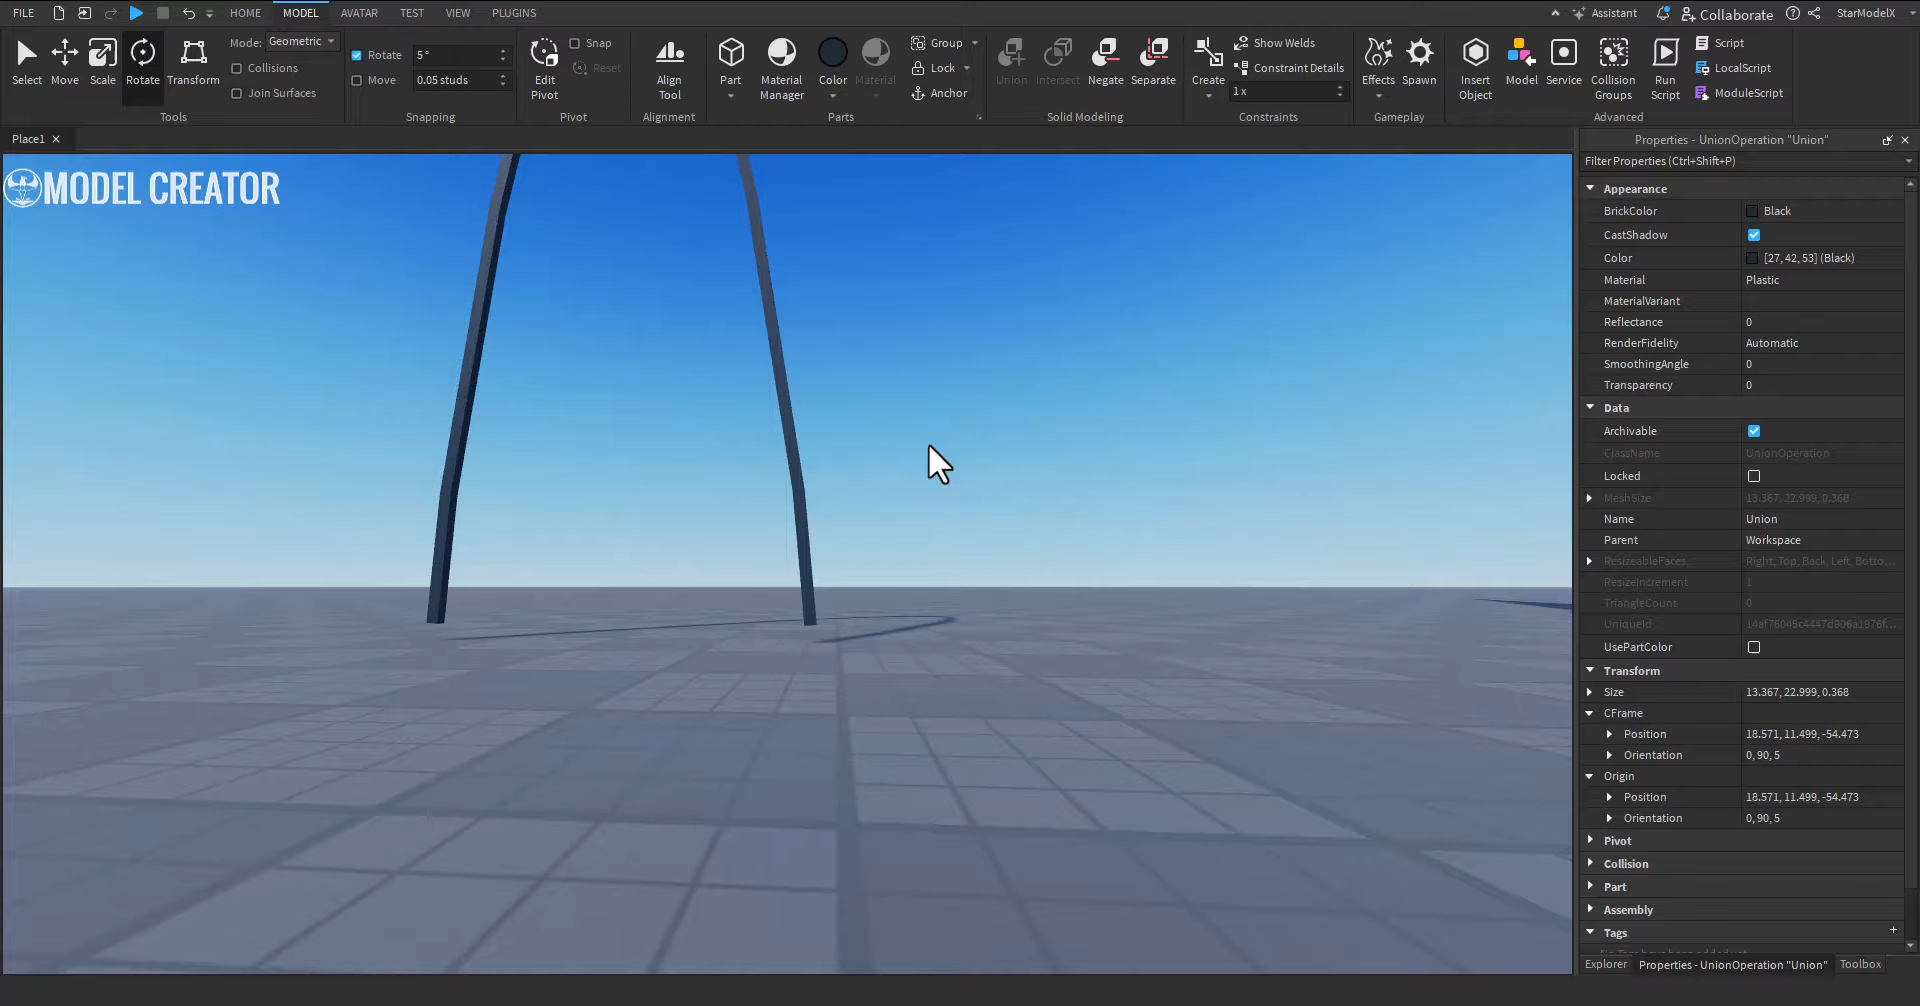 FILE HOME MODEL AVATAR TEST VIEW PLUGINS Assistant Collaborate StarModelX
Select Move Scale Rotate Transform
Mode: Geometric
Collisions
Join Surfaces
Tools
Rotate 5 °
Move 0.05 studs
Snapping
Edit Pivot
Snap
Reset
Pivot
Align Tool
Alignment
Part Material Manager Color Material
Group
Lock
Anchor
Parts
Union Intersect Negate Separate
Solid Modeling
Create
Show Welds
Constraint Details
1 x
Constraints
Effects Spawn
Gameplay
Insert Object Model Service Collision Groups Run Script
Script
LocalScript
ModuleScript
Advanced
Place1
MODEL CREATOR
Properties - UnionOperation "Union"
Filter Properties (Ctrl+Shift+P)
Appearance
BrickColor Black
CastShadow
Color [27, 42, 53] (Black)
Material Plastic
MaterialVariant
Reflectance 0
RenderFidelity Automatic
SmoothingAngle 0
Transparency 0
Data
Archivable
ClassName UnionOperation
Locked
MeshSize 13.367, 22.999, 0.368
Name Union
Parent Workspace
ResizeableFaces Right, Top, Back, Left, Botto...
ResizeIncrement 1
TriangleCount 0
UniqueId
UsePartColor
Transform
Size 13.367, 22.999, 0.368
CFrame
Position 18.571, 11.499, -54.473
Orientation 0, 90, 5
Origin
Position 18.571, 11.499, -54.473
Orientation 0, 90, 5
Pivot
Collision
Part
Assembly
Tags +
Explorer Properties - UnionOperation "Union" Toolbox